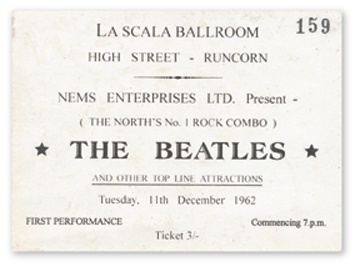 159
LA SCALA BALLROOM
HIGH STREET - RUNCORN
NEMS ENTERPRISES LTD. Present -
( THE NORTH'S No. 1 ROCK COMBO )
★ THE BEATLES ★
AND OTHER TOP LINE ATTRACTIONS
Tuesday, 11th December 1962
FIRST PERFORMANCE Commencing 7.p.m.
Ticket 3/-